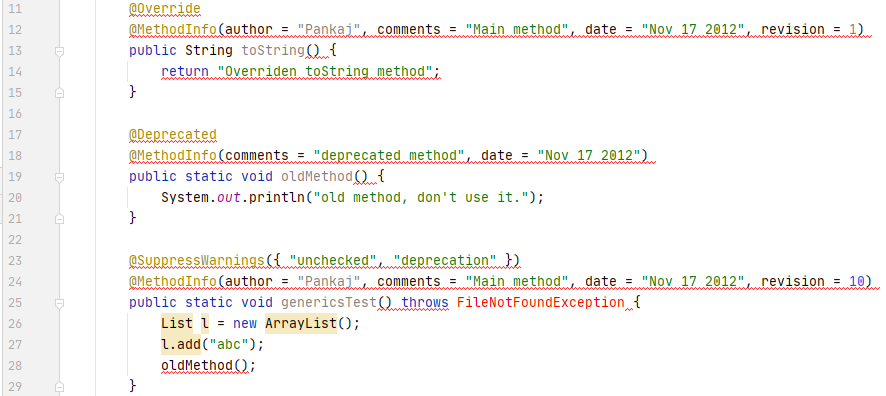 11 @Override
12 @MethodInfo(author = "Pankaj", comments = "Main method", date = "Nov 17 2012", revision = 1)
13 public String toString() {
14 return "Overriden toString method";
15 }
16
17 @Deprecated
18 @MethodInfo(comments = "deprecated method", date = "Nov 17 2012")
19 public static void oldMethod() {
20 System.out.println("old method, don't use it.");
21 }
22
23 @SuppressWarnings({ "unchecked", "deprecation" })
24 @MethodInfo(author = "Pankaj", comments = "Main method", date = "Nov 17 2012", revision = 10)
25 public static void genericsTest() throws FileNotFoundException {
26 List l = new ArrayList();
27 l.add("abc");
28 oldMethod();
29 }